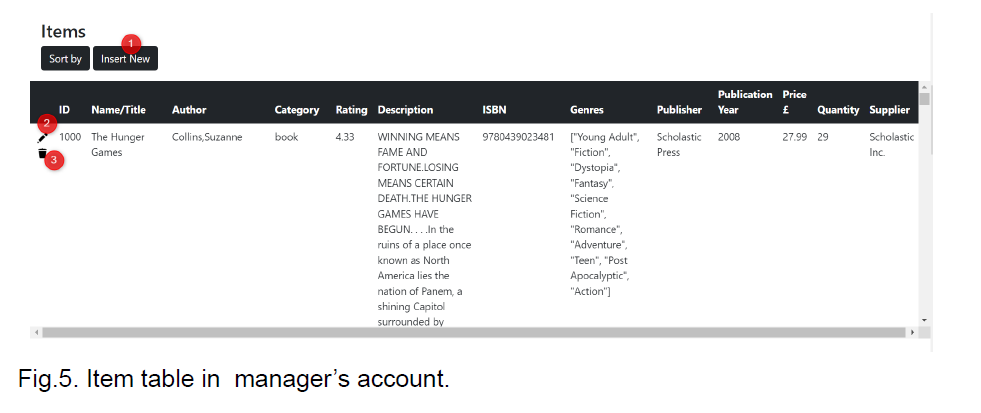 Items
1
Sort by Insert New
Publication Price
ID Name/Title Author Category Rating Description ISBN Genres Publisher Year £ Quantity Supplier
2
1000 The Hunger Collins,Suzanne book 4.33 WINNING MEANS 9780439023481 ["Young Adult", Scholastic 2008 27.99 29 Scholastic
3
Games FAME AND "Fiction", Press Inc.
FORTUNE.LOSING "Dystopia",
MEANS CERTAIN "Fantasy",
DEATH.THE HUNGER "Science
GAMES HAVE Fiction",
BEGUN. . . .In the "Romance",
ruins of a place once "Adventure",
known as North "Teen", "Post
America lies the Apocalyptic",
nation of Panem, a "Action"]
shining Capitol
surrounded by
Fig.5. Item table in manager’s account.